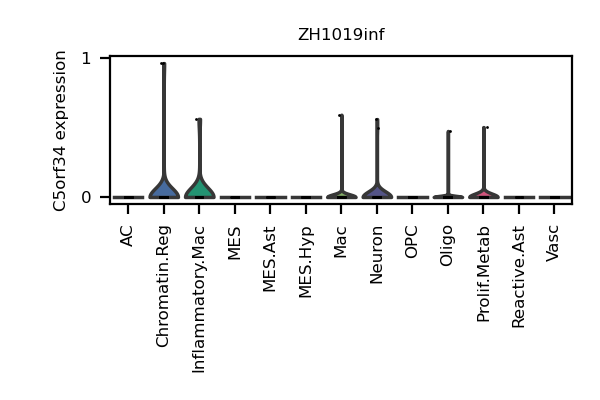 ZH1019inf
C5orf34 expression
1
0
AC
Chromatin.Reg
Inflammatory.Mac
MES
MES.Ast
MES.Hyp
Mac
Neuron
OPC
Oligo
Prolif.Metab
Reactive.Ast
Vasc